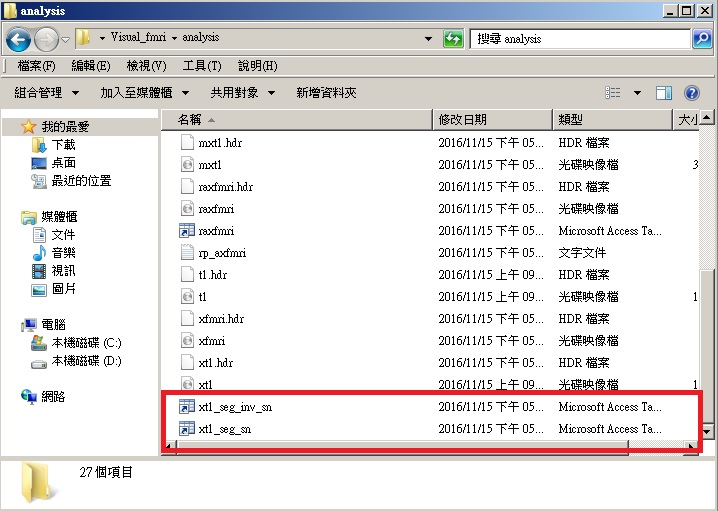 analysis
Visual_fmri analysis
搜尋 analysis
檔案(F) 編輯(E) 檢視(V) 工具(T) 說明(H)
組合管理 加入至媒體櫃 共用對象 新增資料夾
我的最愛
下載
桌面
最近的位置
媒體櫃
文件
音樂
視訊
圖片
電腦
本機磁碟 (C:)
本機磁碟 (D:)
網路
名稱 修改日期 類型 大小
mxt1.hdr 2016/11/15 下午 05... HDR 檔案
mxt1 2016/11/15 下午 05... 光碟映像檔 3
raxfmri.hdr 2016/11/15 下午 05... HDR 檔案
raxfmri 2016/11/15 下午 05... 光碟映像檔
raxfmri 2016/11/15 下午 05... Microsoft Access Ta...
rp_axfmri 2016/11/15 下午 05... 文字文件
t1.hdr 2016/11/15 上午 09... HDR 檔案
t1 2016/11/15 上午 09... 光碟映像檔 1
xfmri.hdr 2016/11/15 下午 05... HDR 檔案
xfmri 2016/11/15 下午 05... 光碟映像檔
xt1.hdr 2016/11/15 下午 05... HDR 檔案
xt1 2016/11/15 上午 09... 光碟映像檔 1
xt1_seg_inv_sn 2016/11/15 下午 05... Microsoft Access Ta...
xt1_seg_sn 2016/11/15 下午 05... Microsoft Access Ta...
27 個項目